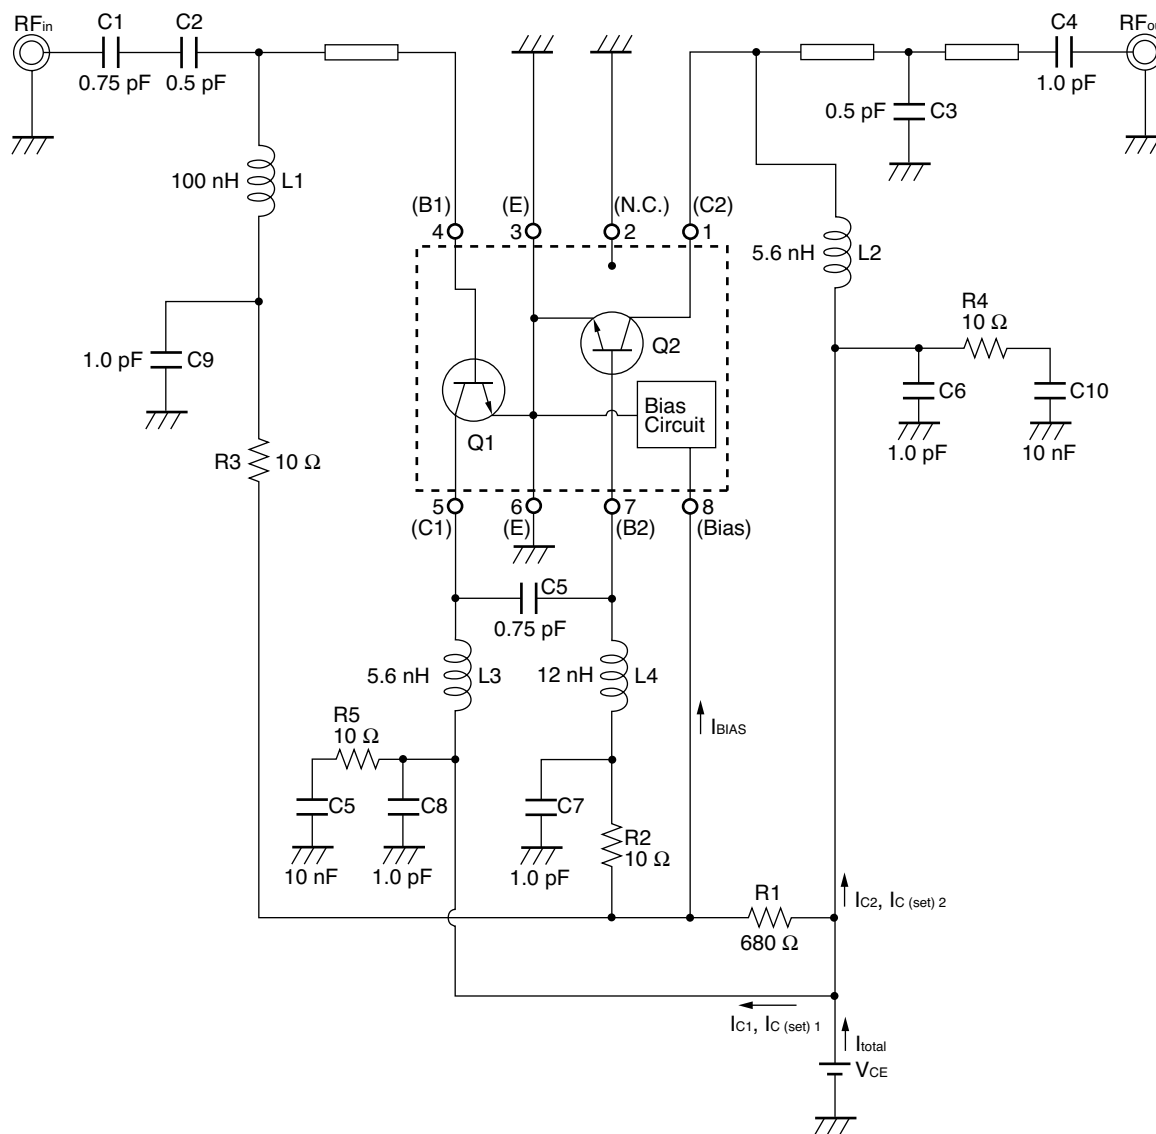 RFin
C1
C2
0.75 pF
0.5 pF
C4
RFou
1.0 pF
0.5 pF
C3
100 nH
L1
(B1)
(E)
(N.C.)
(C2)
4
3
2
1
5.6 nH
L2
R4
10 Ω
1.0 pF
C9
Q2
C6
C10
1.0 pF
10 nF
Bias
Circuit
Q1
R3
10 Ω
5
6
7
8
(C1)
(E)
(B2)
(Bias)
C5
0.75 pF
5.6 nH
L3
12 nH
L4
IBIAS
R5
10 Ω
C5
C8
C7
R2
10 Ω
10 nF
1.0 pF
1.0 pF
R1
680 Ω
IC2, IC (set) 2
IC1, IC (set) 1
Itotal
VCE